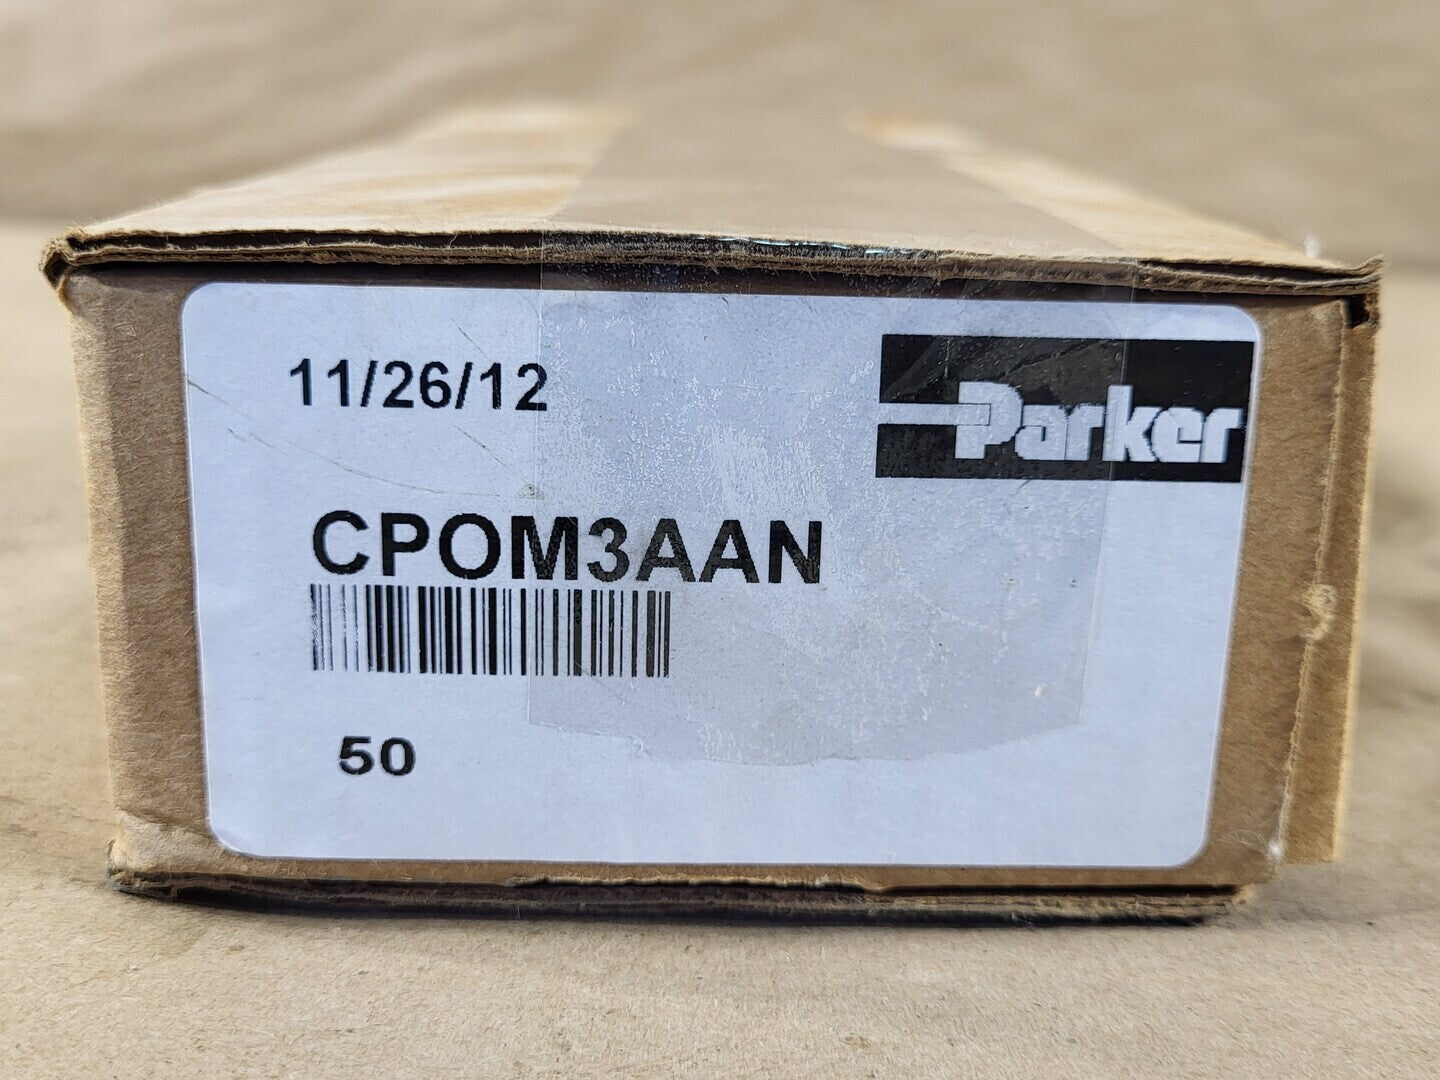 11/26/12
Parker
CPOM3AAN
50